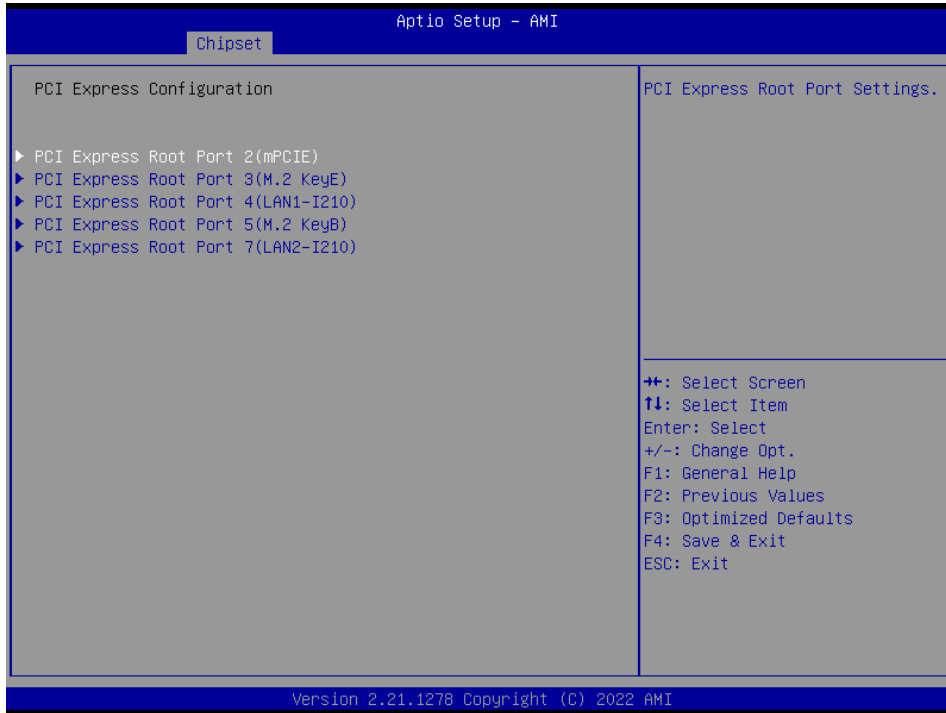 Aptio Setup – AMI
Chipset
PCI Express Configuration
▶ PCI Express Root Port 2(mPCIE)
▶ PCI Express Root Port 3(M.2 KeyE)
▶ PCI Express Root Port 4(LAN1-I210)
▶ PCI Express Root Port 5(M.2 KeyB)
▶ PCI Express Root Port 7(LAN2-I210)
PCI Express Root Port Settings.
→←: Select Screen
↑↓: Select Item
Enter: Select
+/-: Change Opt.
F1: General Help
F2: Previous Values
F3: Optimized Defaults
F4: Save & Exit
ESC: Exit
Version 2.21.1278 Copyright (C) 2022 AMI